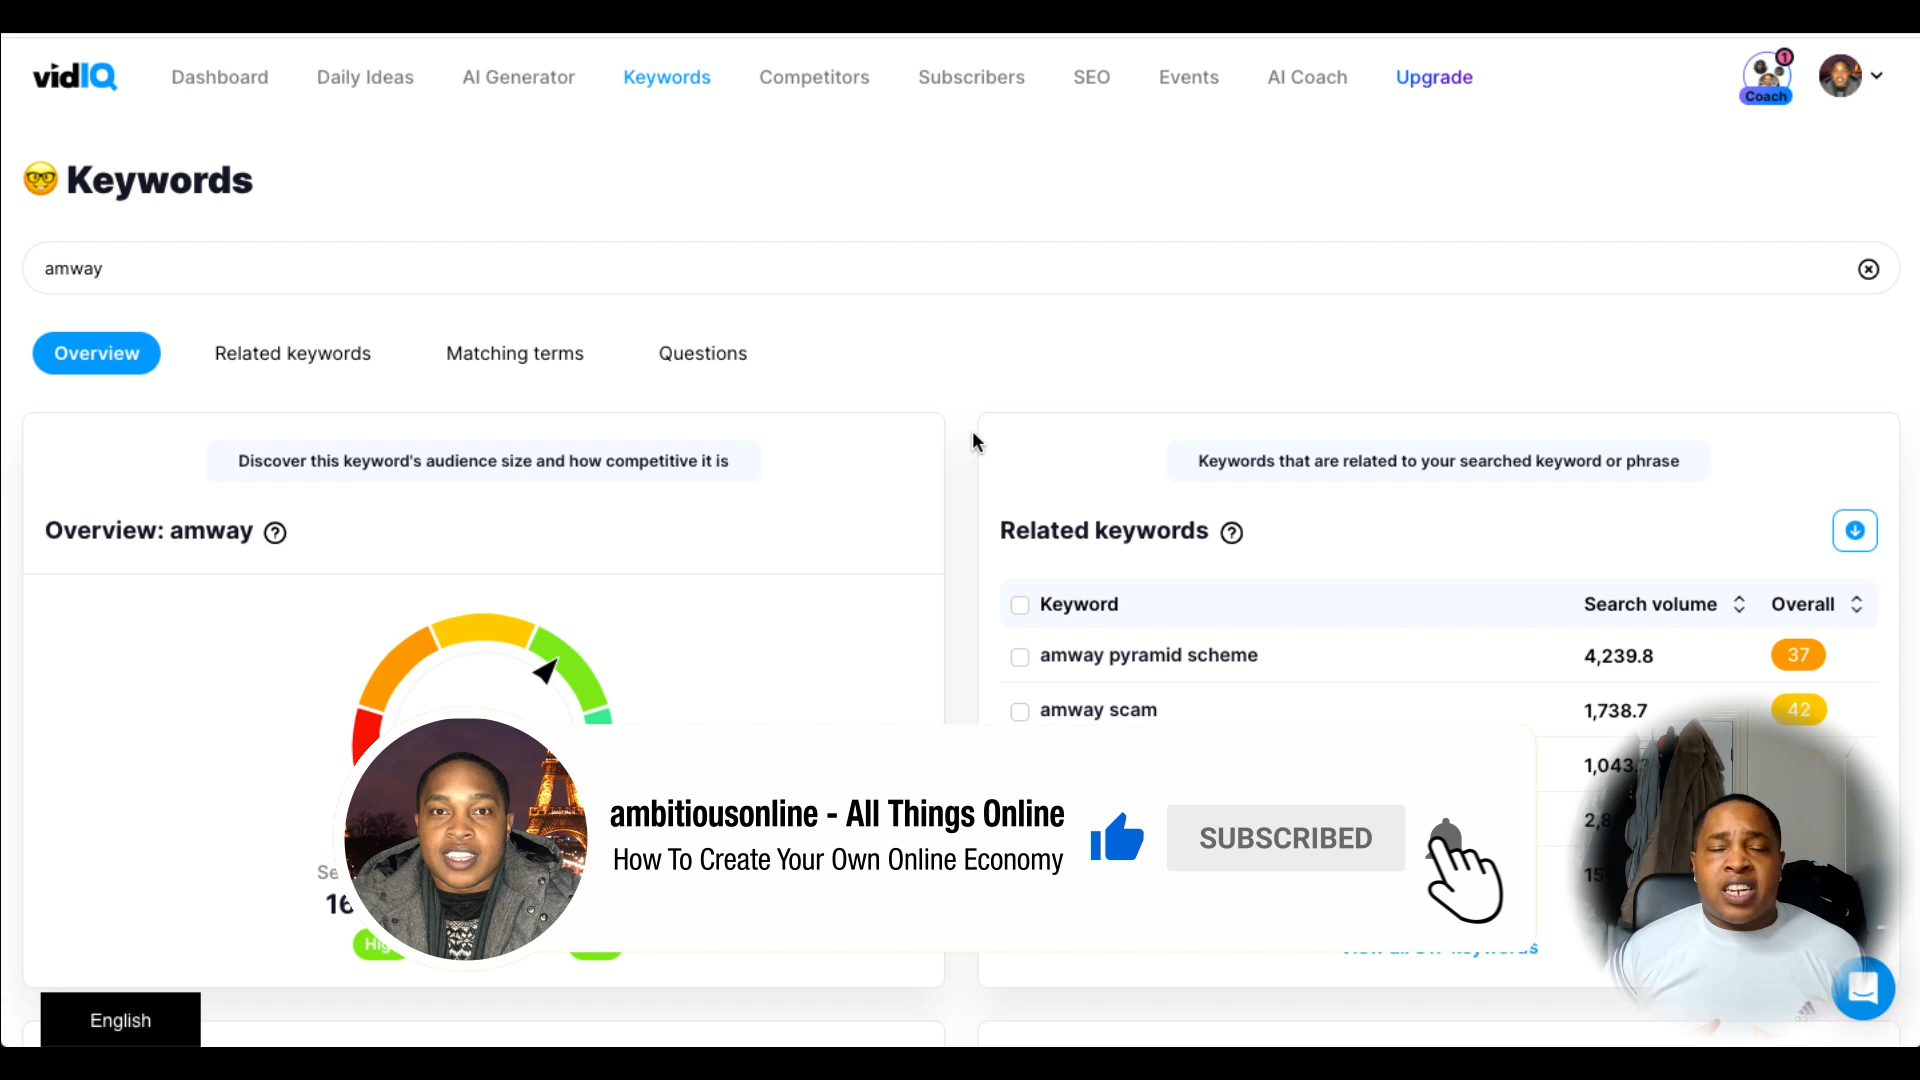 vidIQ Dashboard Daily Ideas AI Generator Keywords Competitors Subscribers SEO Events AI Coach Upgrade
1
Coach
Keywords
amway
Overview Related keywords Matching terms Questions
Discover this keyword's audience size and how competitive it is
Overview: amway
Keywords that are related to your searched keyword or phrase
Related keywords
Keyword Search volume Overall
amway pyramid scheme 4,239.8 37
amway scam 1,738.7 42
1,043.
ambitiousonline - All Things Online
How To Create Your Own Online Economy
SUBSCRIBED
English